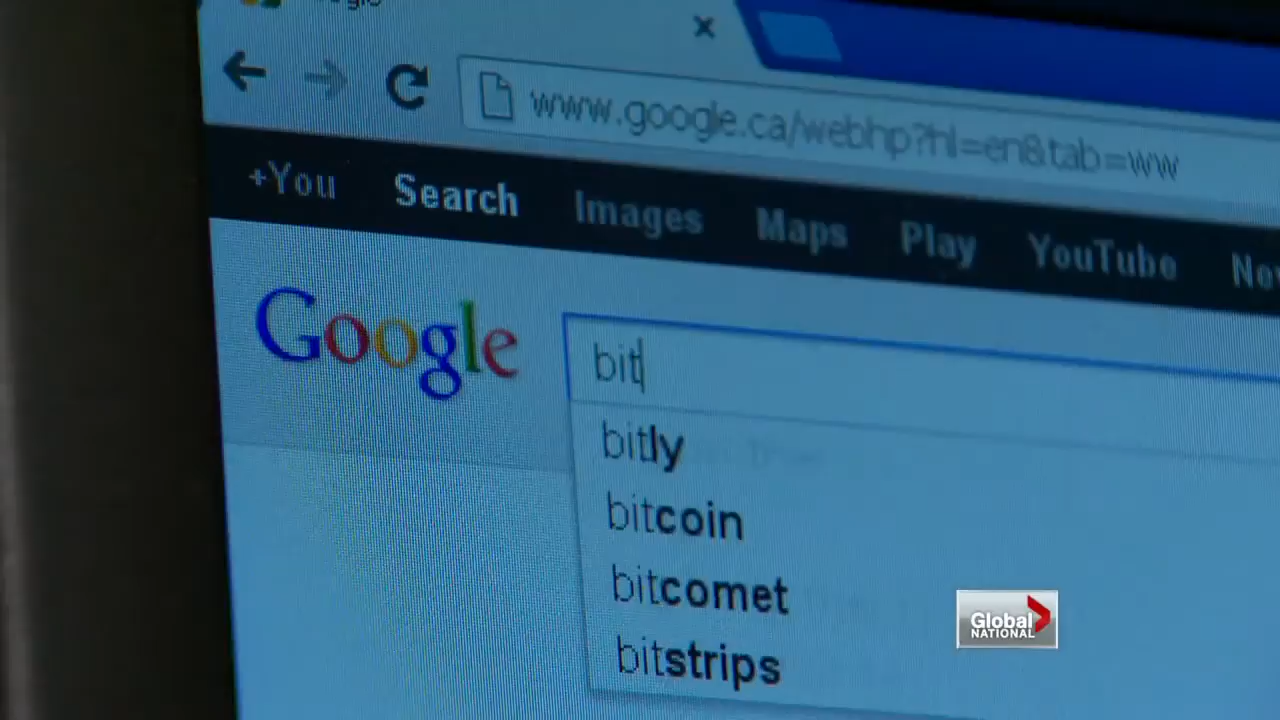 www.google.ca/webhp?hl=en&tab=ww
+You Search Images Maps Play YouTube
Google
bit
bitly
bitcoin
bitcomet
bitstrips
Global
NATIONAL